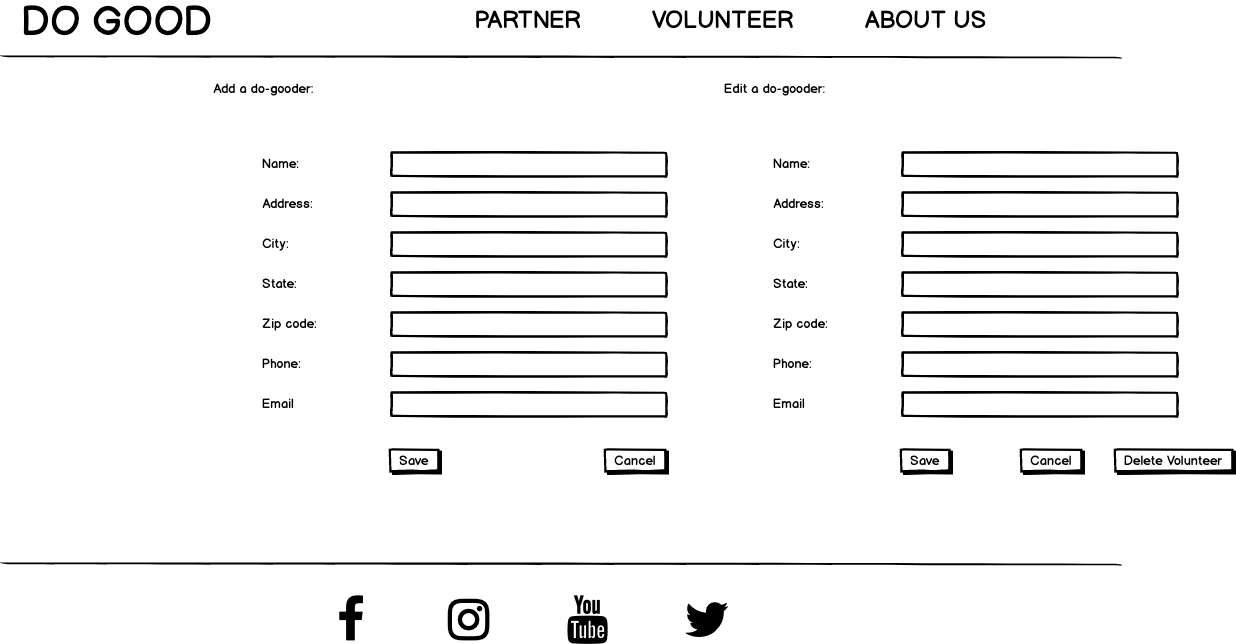 DO GOOD
PARTNER VOLUNTEER ABOUT US
Add a do-gooder:
Name:
Address:
City:
State:
Zip code:
Phone:
Email
Save Cancel
Edit a do-gooder:
Name:
Address:
City:
State:
Zip code:
Phone:
Email
Save Cancel Delete Volunteer
You
Tube